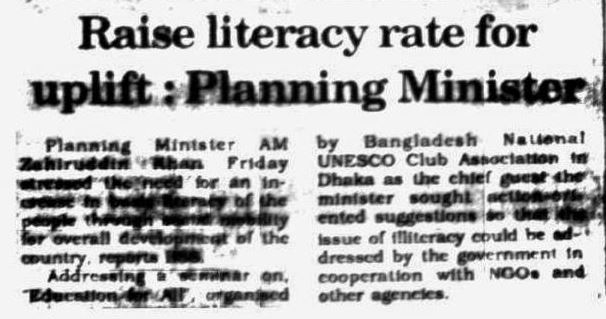 Raise literacy rate for
uplift : Planning Minister
Planning Minister AM
Zahiruddin Khan Friday
stressed the need for an in-
crease in literacy of the
people through
for overall development of the
country, reports
Addressing a seminar on,
'Education for All', organised
by Bangladesh National
UNESCO Club Association in
Dhaka as the chief guest the
minister sought action-ori-
ented suggestions so that the
issue of illiteracy could be ad-
dressed by the government in
cooperation with NGOs and
other agencies.